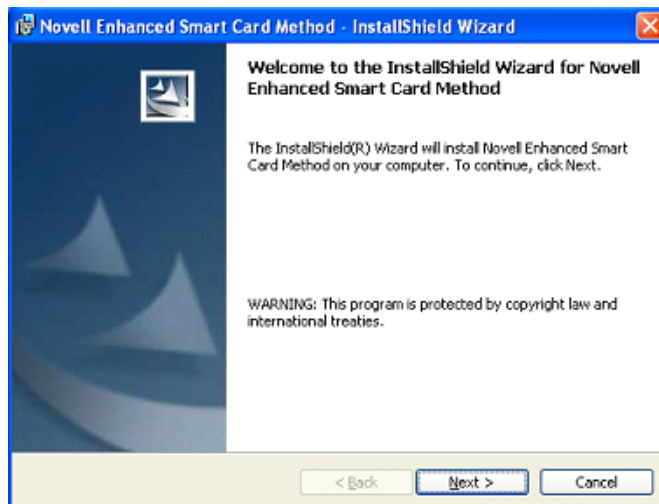 Novell Enhanced Smart Card Method - InstallShield Wizard
Welcome to the InstallShield Wizard for Novell
Enhanced Smart Card Method
The InstallShield(R) Wizard will install Novell Enhanced Smart
Card Method on your computer. To continue, click Next.
WARNING: This program is protected by copyright law and
international treaties.
< Back
Next >
Cancel